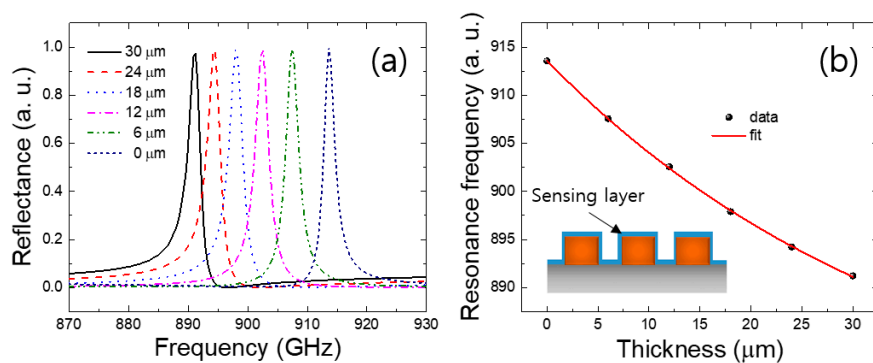 (a)
30 μm
24 μm
18 μm
12 μm
6 μm
0 μm
Reflectance (a. u.)
1.0
0.8
0.6
0.4
0.2
0.0
870 880 890 900 910 920 930
Frequency (GHz)
(b)
data
fit
Sensing layer
Resonance frequency (a. u.)
915
910
905
900
895
890
0 5 10 15 20 25 30
Thickness (μm)